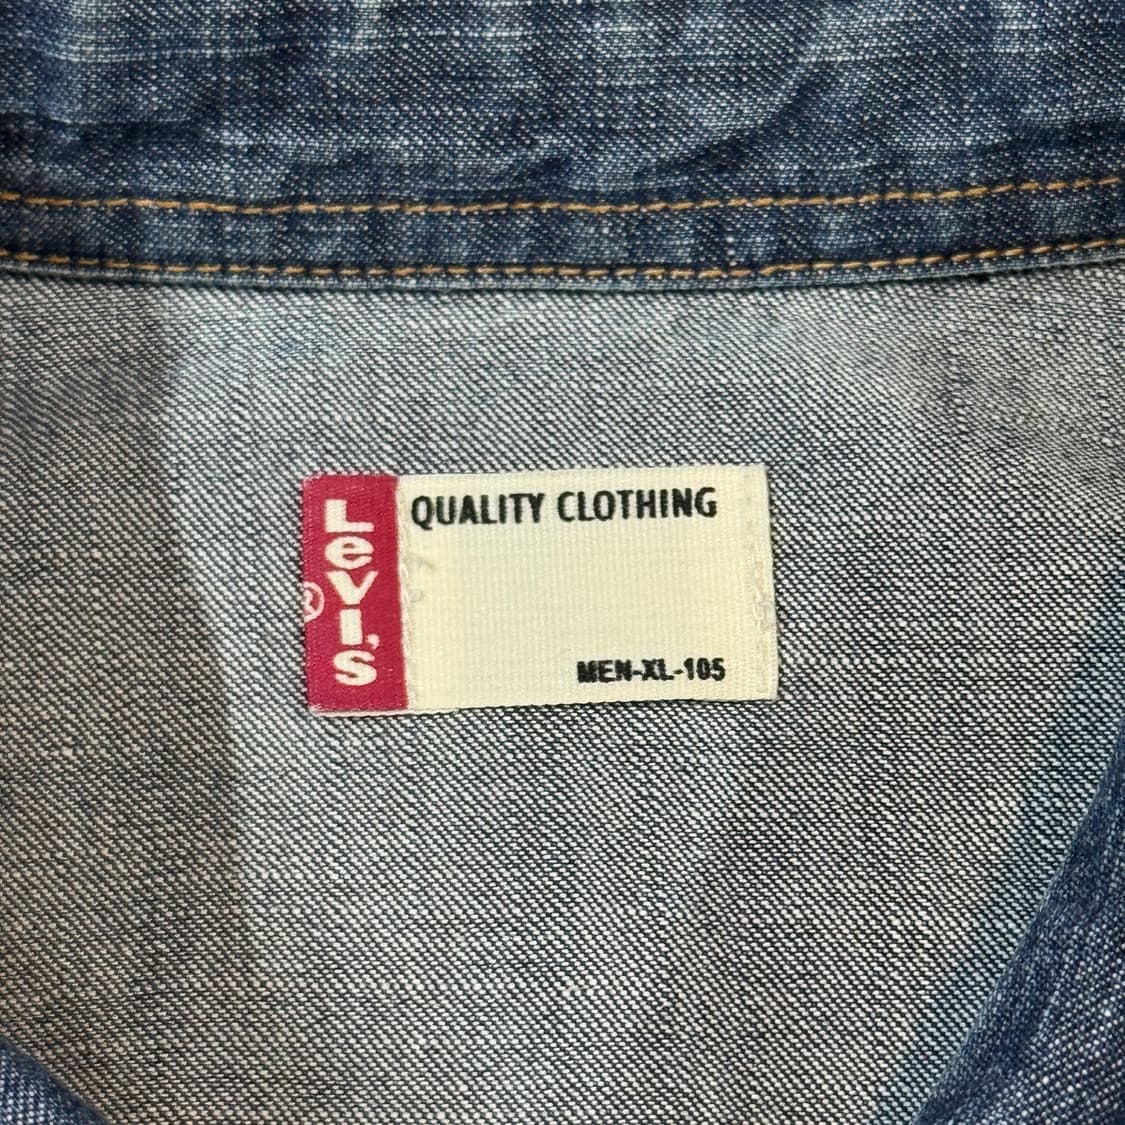 Levi's
®
QUALITY CLOTHING
MEN-XL-105